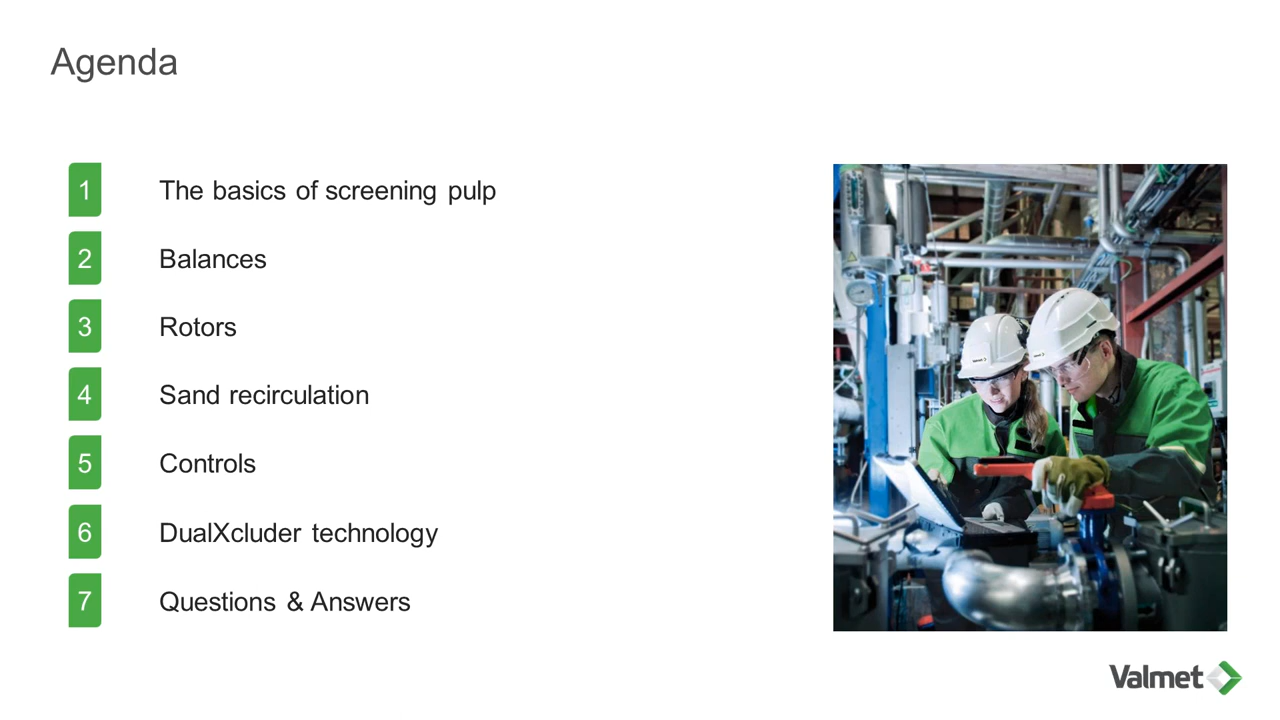 Agenda
1 The basics of screening pulp
2 Balances
3 Rotors
4 Sand recirculation
5 Controls
6 DualXcluder technology
7 Questions & Answers
Valmet